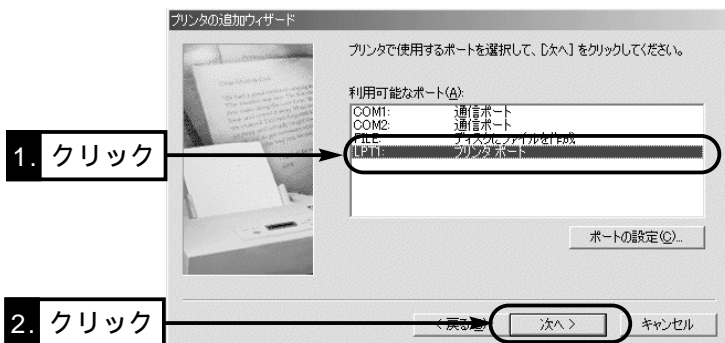 プリンタの追加ウィザード
プリンタで使用するポートを選択して、[次へ] をクリックしてください。
利用可能なポート(A):
COM1: 通信ポート
COM2: 通信ポート
FILE: ディスクにファイルを作成
LPT1: プリンタ ポート
1. クリック
ポートの設定(C)...
2. クリック
< 戻る(B)
次へ >
キャンセル